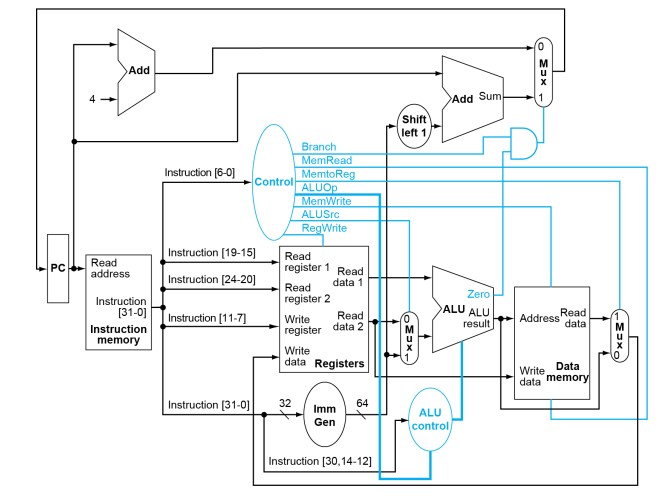 0
M
u
x
1
Add
4
Add Sum
Shift
left 1
Branch
MemRead
MemtoReg
ALUOp
MemWrite
ALUSrc
RegWrite
Control
Instruction [6-0]
PC
Read
address
Instruction
[31-0]
Instruction
memory
Instruction [19-15]
Instruction [24-20]
Instruction [11-7]
Read
register 1
Read
register 2
Write
register
Write
data
Read
data 1
Read
data 2
Registers
0
M
u
x
1
Zero
ALU
ALU
result
Address
Read
data
Write
data
Data
memory
1
M
u
x
0
Instruction [31-0]
32
Imm
Gen
64
ALU
control
Instruction [30,14-12]